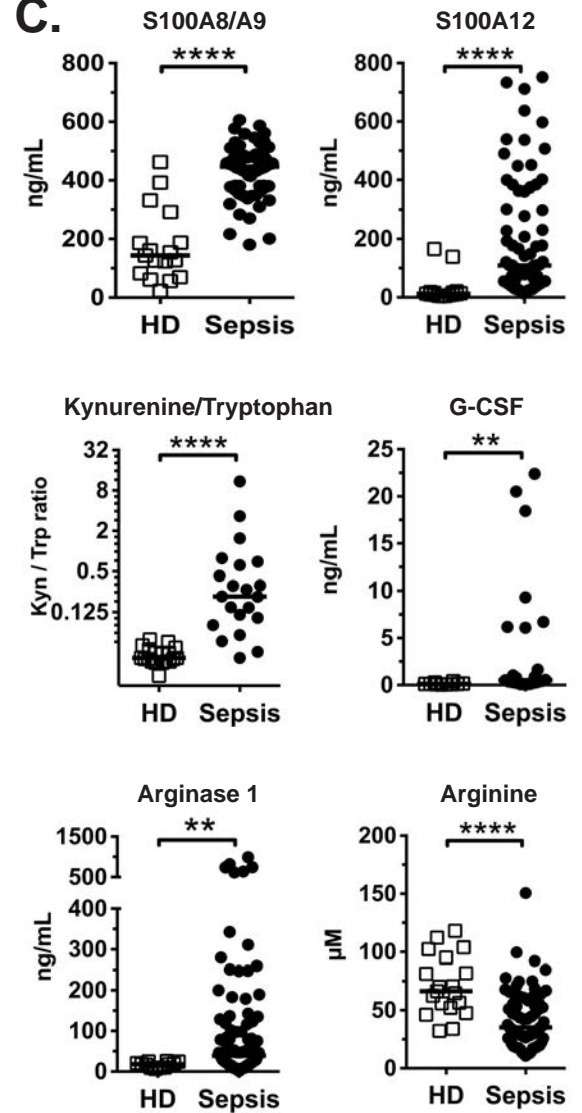 C.
S100A8/A9
****
800
600
400
200
0
ng/mL
HD Sepsis
S100A12
****
800
600
400
200
0
ng/mL
HD Sepsis
Kynurenine/Tryptophan
****
32
8
2
0.5
0.125
Kyn / Trp ratio
HD Sepsis
G-CSF
**
25
20
15
10
5
0
ng/mL
HD Sepsis
Arginase 1
**
1500
500
400
300
200
100
0
ng/mL
HD Sepsis
Arginine
****
200
150
100
50
0
µM
HD Sepsis